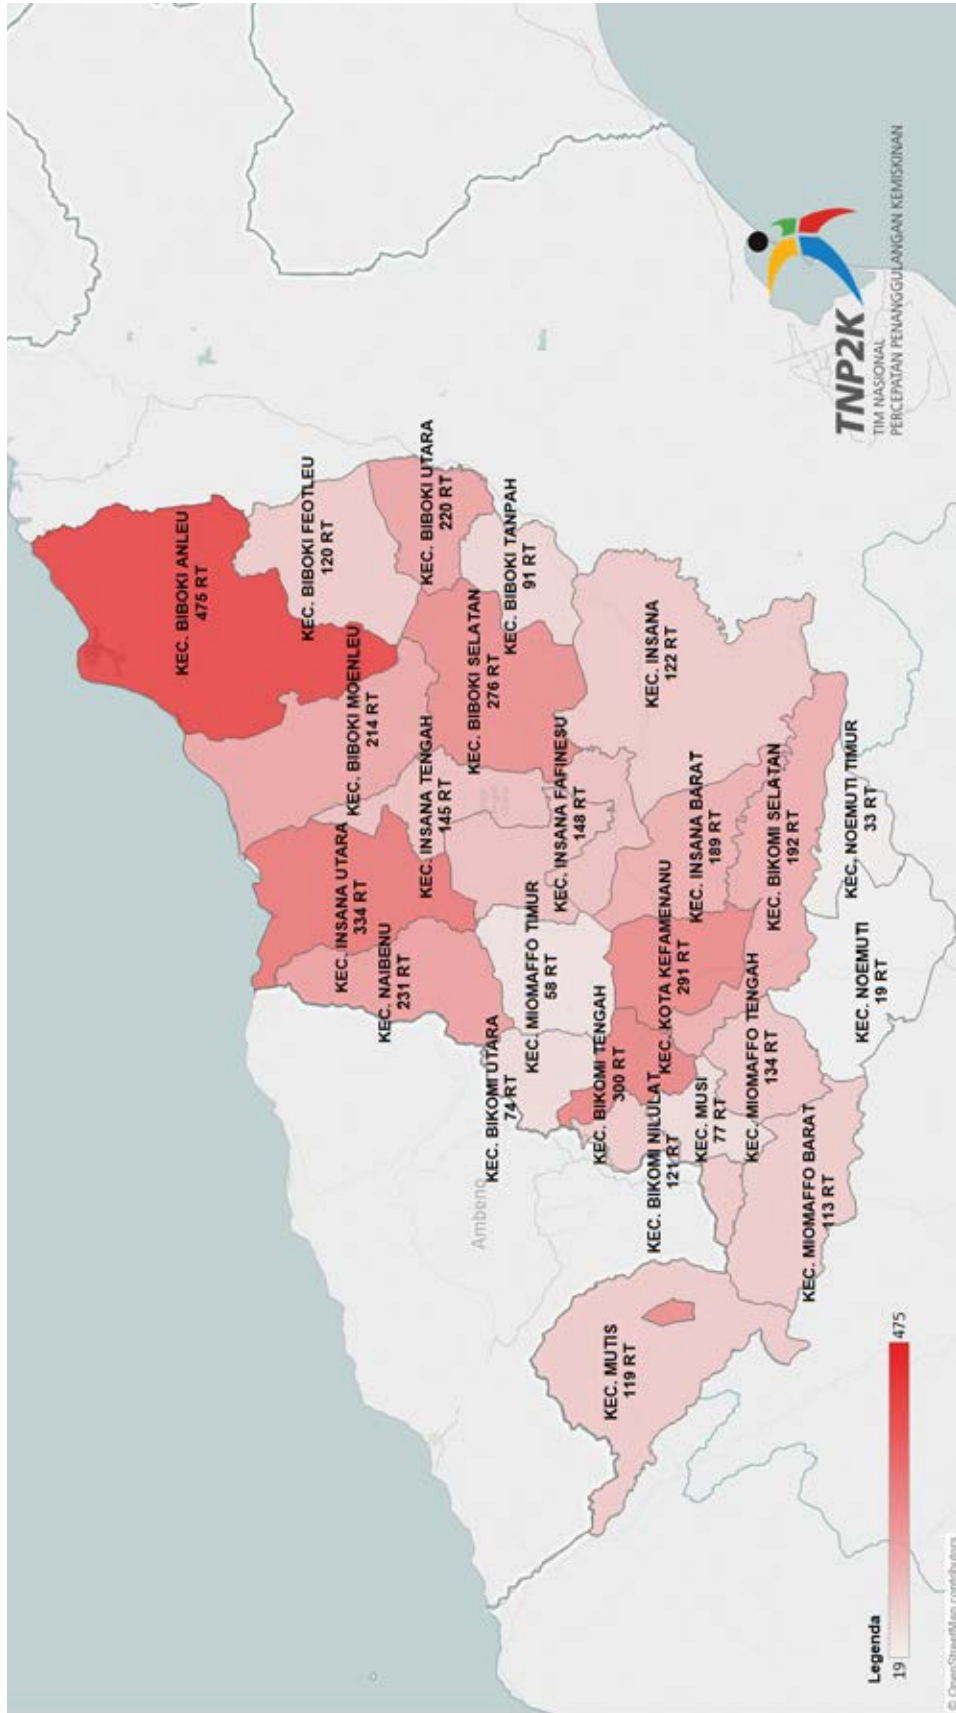 KEC. BIBOKI ANLEU
475 RT
KEC. BIBOKI FEOTLEU
120 RT
KEC. BIBOKI MOENLEU
214 RT
KEC. BIBOKI UTARA
220 RT
KEC. INSANA UTARA
334 RT
KEC. NAIBENU
231 RT
KEC. INSANA TENGAH
145 RT
KEC. BIBOKI SELATAN
276 RT
KEC. BIBOKI TANPAH
91 RT
KEC. BIKOMI UTARA
74 RT
KEC. MIOMAFFO TIMUR
58 RT
KEC. INSANA FAFINESU
148 RT
KEC. INSANA
122 RT
KEC. MUTIS
119 RT
KEC. BIKOMI TENGAH
300 RT
KEC. BIKOMI NILULAT
121 RT
KEC. KOTA KEFAMENANU
291 RT
KEC. INSANA BARAT
189 RT
KEC. MUSI
77 RT
KEC. MIOMAFFO TENGAH
134 RT
KEC. BIKOMI SELATAN
192 RT
KEC. MIOMAFFO BARAT
113 RT
KEC. NOEMUTI
19 RT
KEC. NOEMUTI TIMUR
33 RT
Ambeno
Legenda
19
475
TNP2K
TIM NASIONAL
PERCEPATAN PENANGGULANGAN KEMISKINAN
© OpenStreetMap contributors